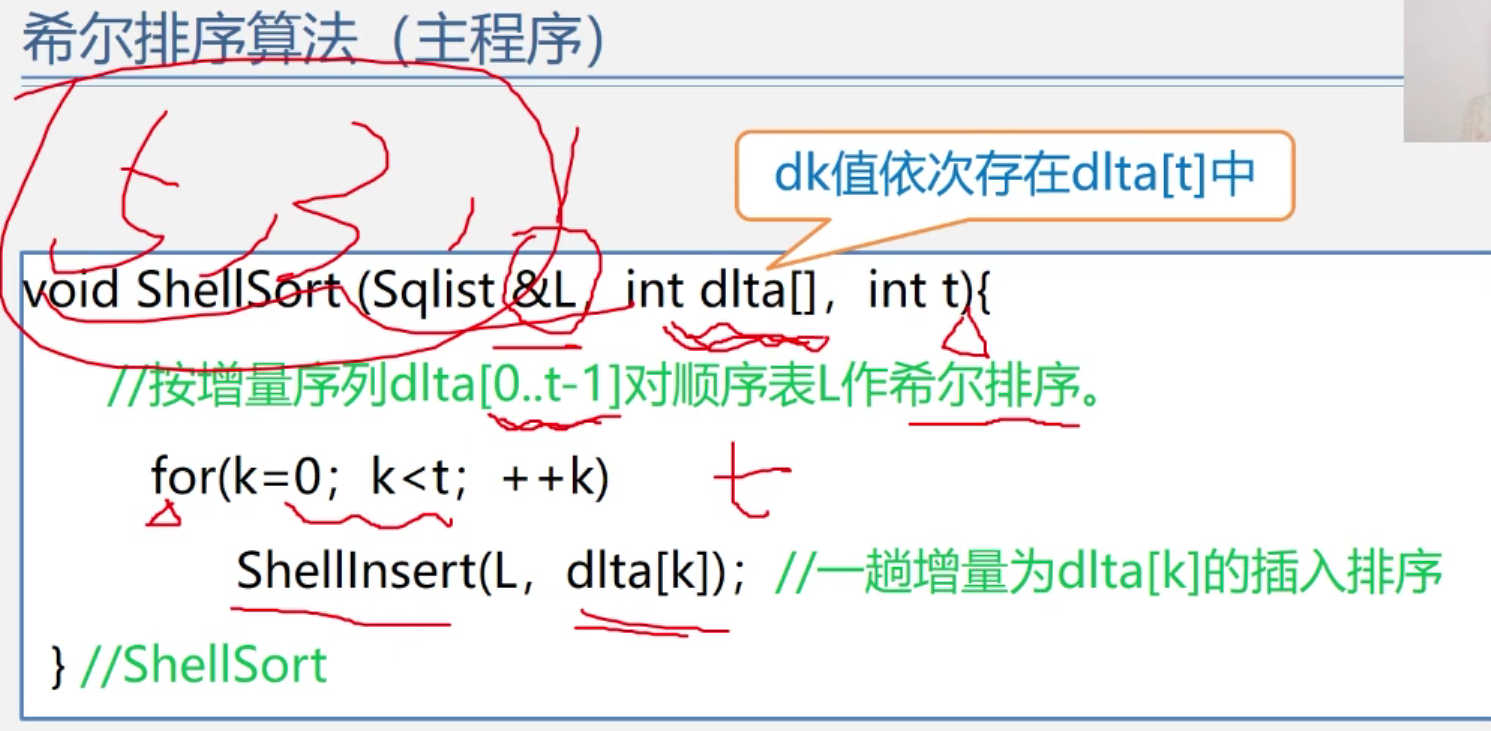 希尔排序算法（主程序）
5,3,1
dk值依次存在dlta[t]中
void ShellSort (Sqlist &L，int dlta[]，int t){
//按增量序列dlta[0..t-1]对顺序表L作希尔排序。
for(k=0；k<t；++k)
t
ShellInsert(L，dlta[k])；//一趟增量为dlta[k]的插入排序
} //ShellSort